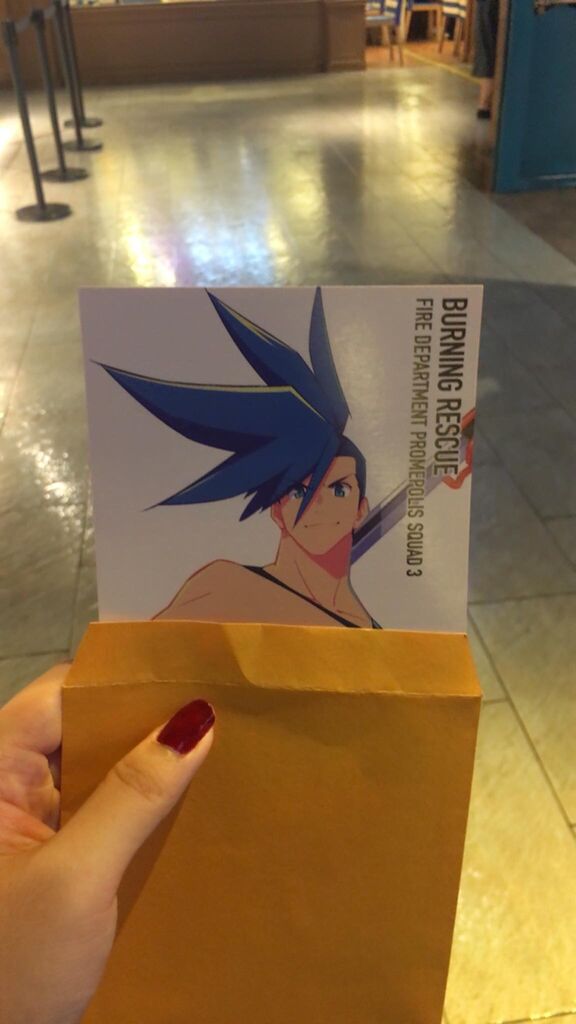 BURNING RESCUE
FIRE DEPARTMENT PROMEPOLIS SQUAD 3